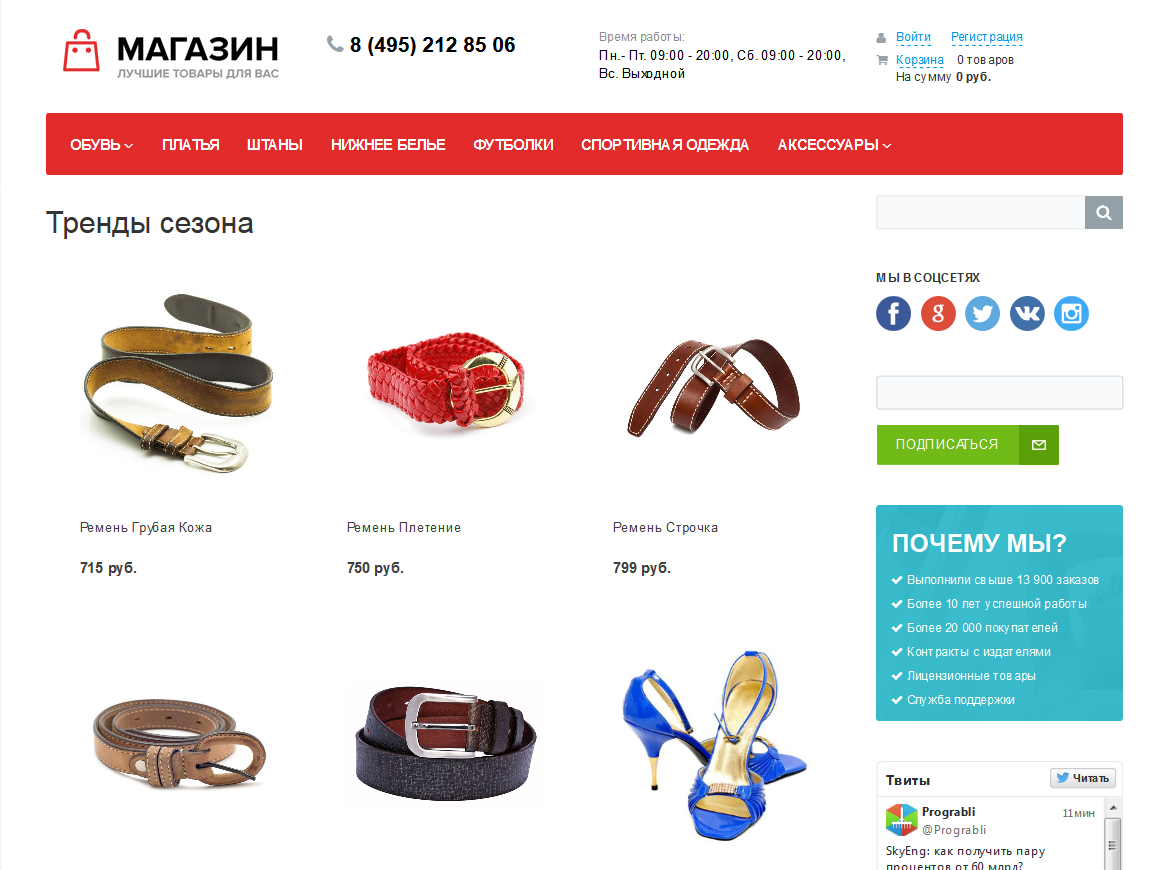 МАГАЗИН
ЛУЧШИЕ ТОВАРЫ ДЛЯ ВАС
8 (495) 212 85 06
Время работы:
Пн.- Пт. 09:00 - 20:00, Сб. 09:00 - 20:00,
Вс. Выходной
Войти Регистрация
Корзина 0 товаров
На сумму 0 руб.
ОБУВЬ ПЛАТЬЯ ШТАНЫ НИЖНЕЕ БЕЛЬЕ ФУТБОЛКИ СПОРТИВНАЯ ОДЕЖДА АКСЕССУАРЫ
Тренды сезона
Ремень Грубая Кожа
715 руб.
Ремень Плетение
750 руб.
Ремень Строчка
799 руб.
МЫ В СОЦСЕТЯХ
ПОДПИСАТЬСЯ
ПОЧЕМУ МЫ?
Выполнили свыше 13 900 заказов
Более 10 лет успешной работы
Более 20 000 покупателей
Контракты с издателями
Лицензионные товары
Служба поддержки
Твиты
Читать
Prograbli 11мин
@Prograbli
SkyEng: как получить пару
процентов от 60 млрд?